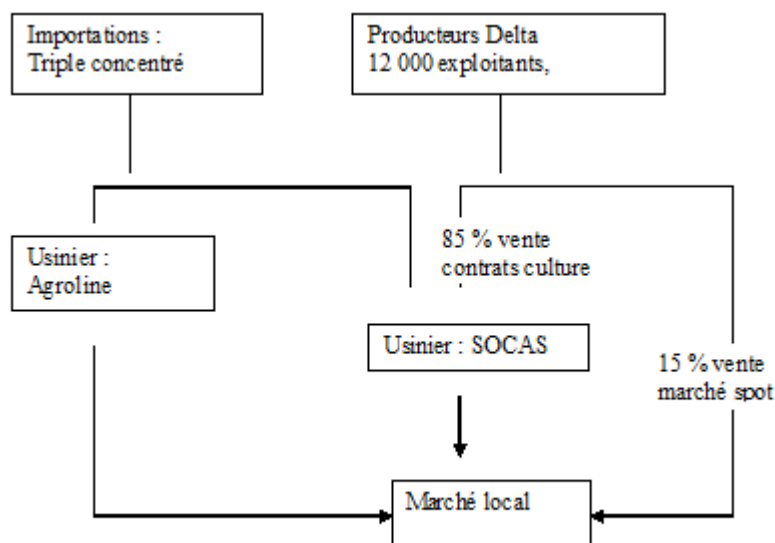 Importations :
Triple concentré
Producteurs Delta
12 000 exploitants,
Usinier :
Agroline
85 % vente
contrats culture
Usinier : SOCAS
15 % vente
marché spot
Marché local